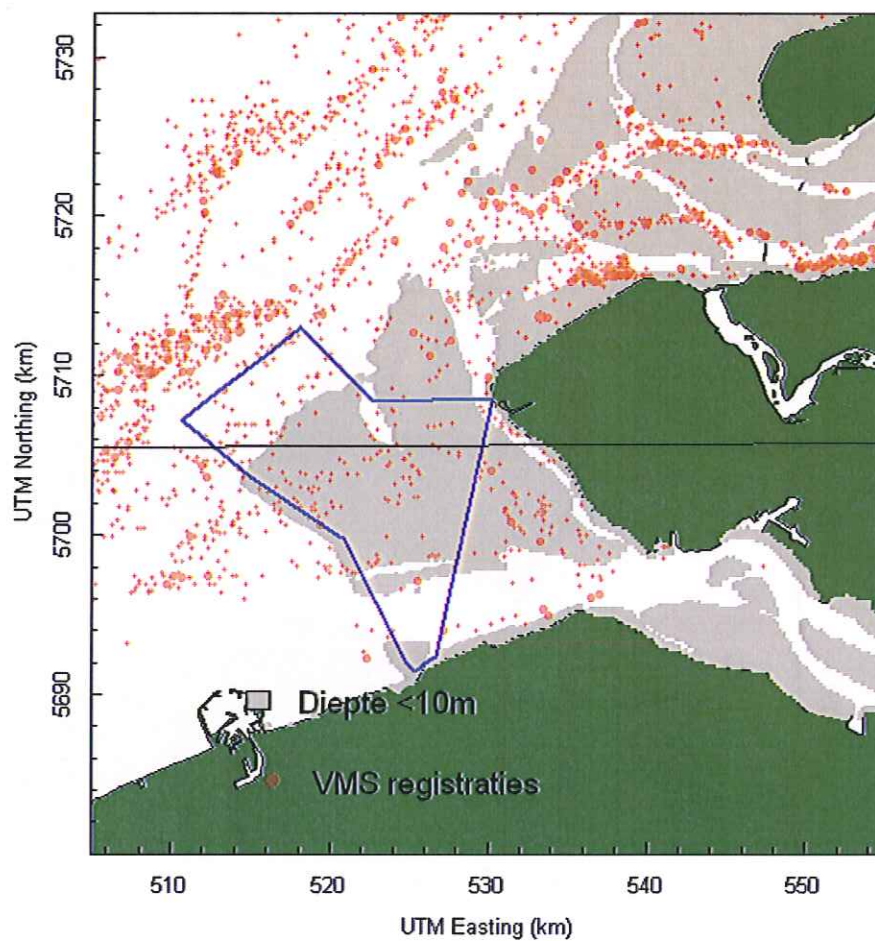 5730
5720
5710
5700
5690
UTM Northing (km)
Diepte <10m
VMS registraties
510
520
530
540
550
UTM Easting (km)